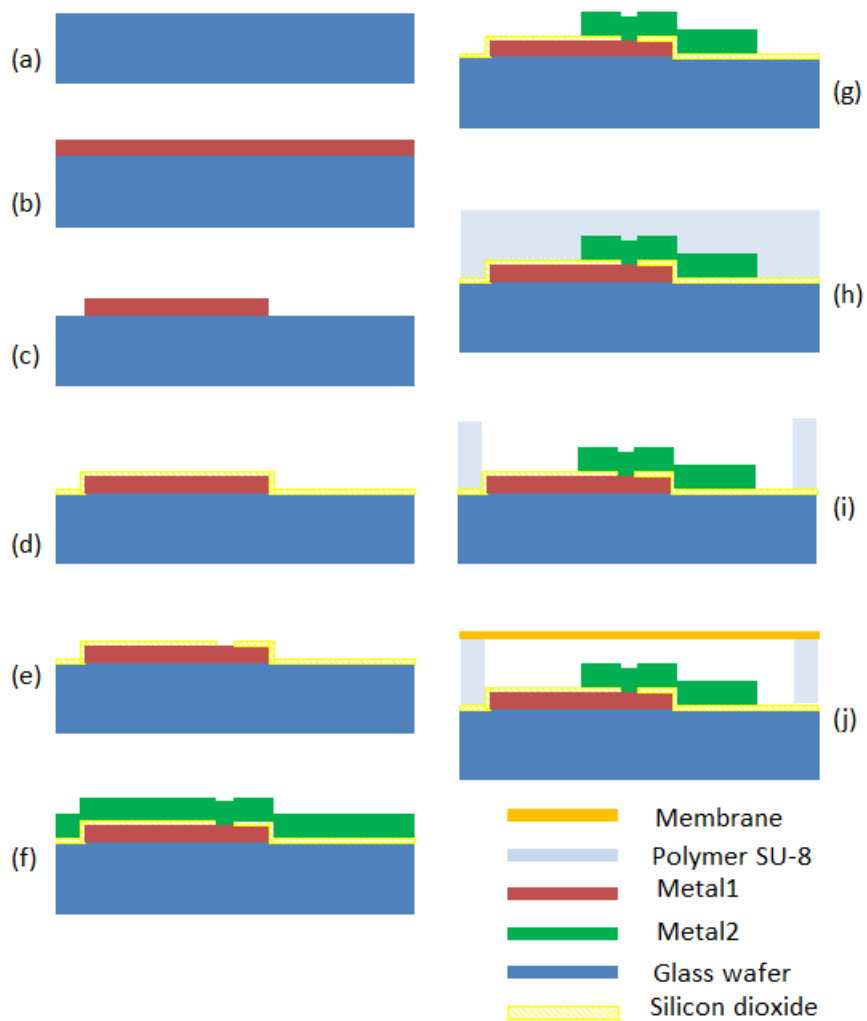 (a)
(b)
(c)
(d)
(e)
(f)
(g)
(h)
(i)
(j)
Membrane
Polymer SU-8
Metal1
Metal2
Glass wafer
Silicon dioxide